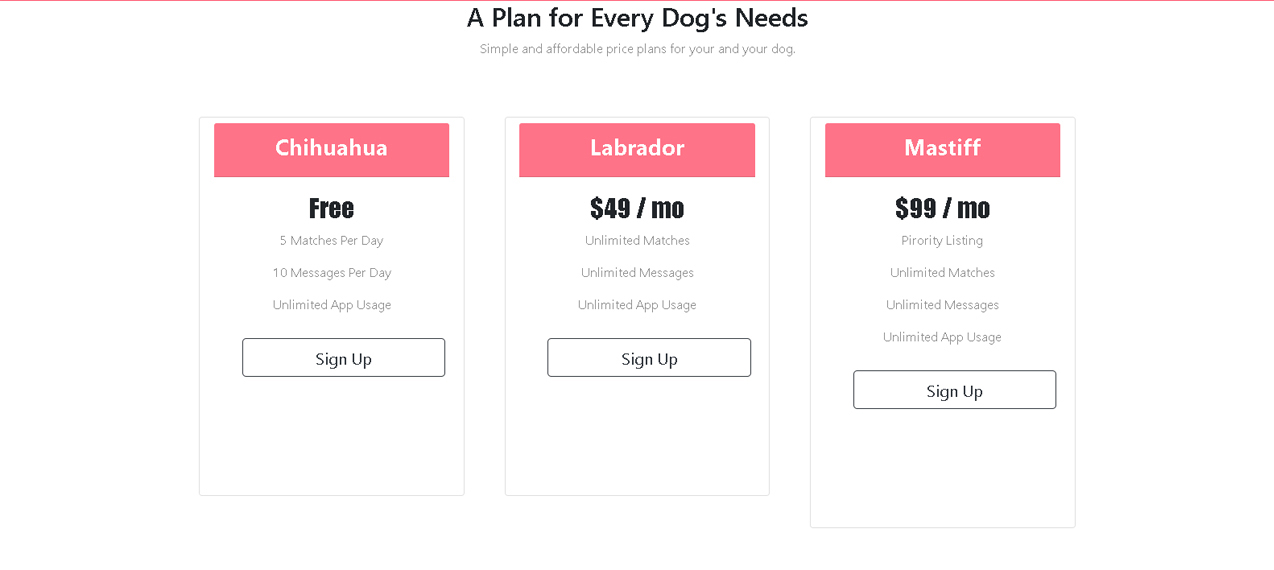 A Plan for Every Dog's Needs
Simple and affordable price plans for your and your dog.
Chihuahua
Free
5 Matches Per Day
10 Messages Per Day
Unlimited App Usage
Sign Up
Labrador
$49 / mo
Unlimited Matches
Unlimited Messages
Unlimited App Usage
Sign Up
Mastiff
$99 / mo
Pirority Listing
Unlimited Matches
Unlimited Messages
Unlimited App Usage
Sign Up